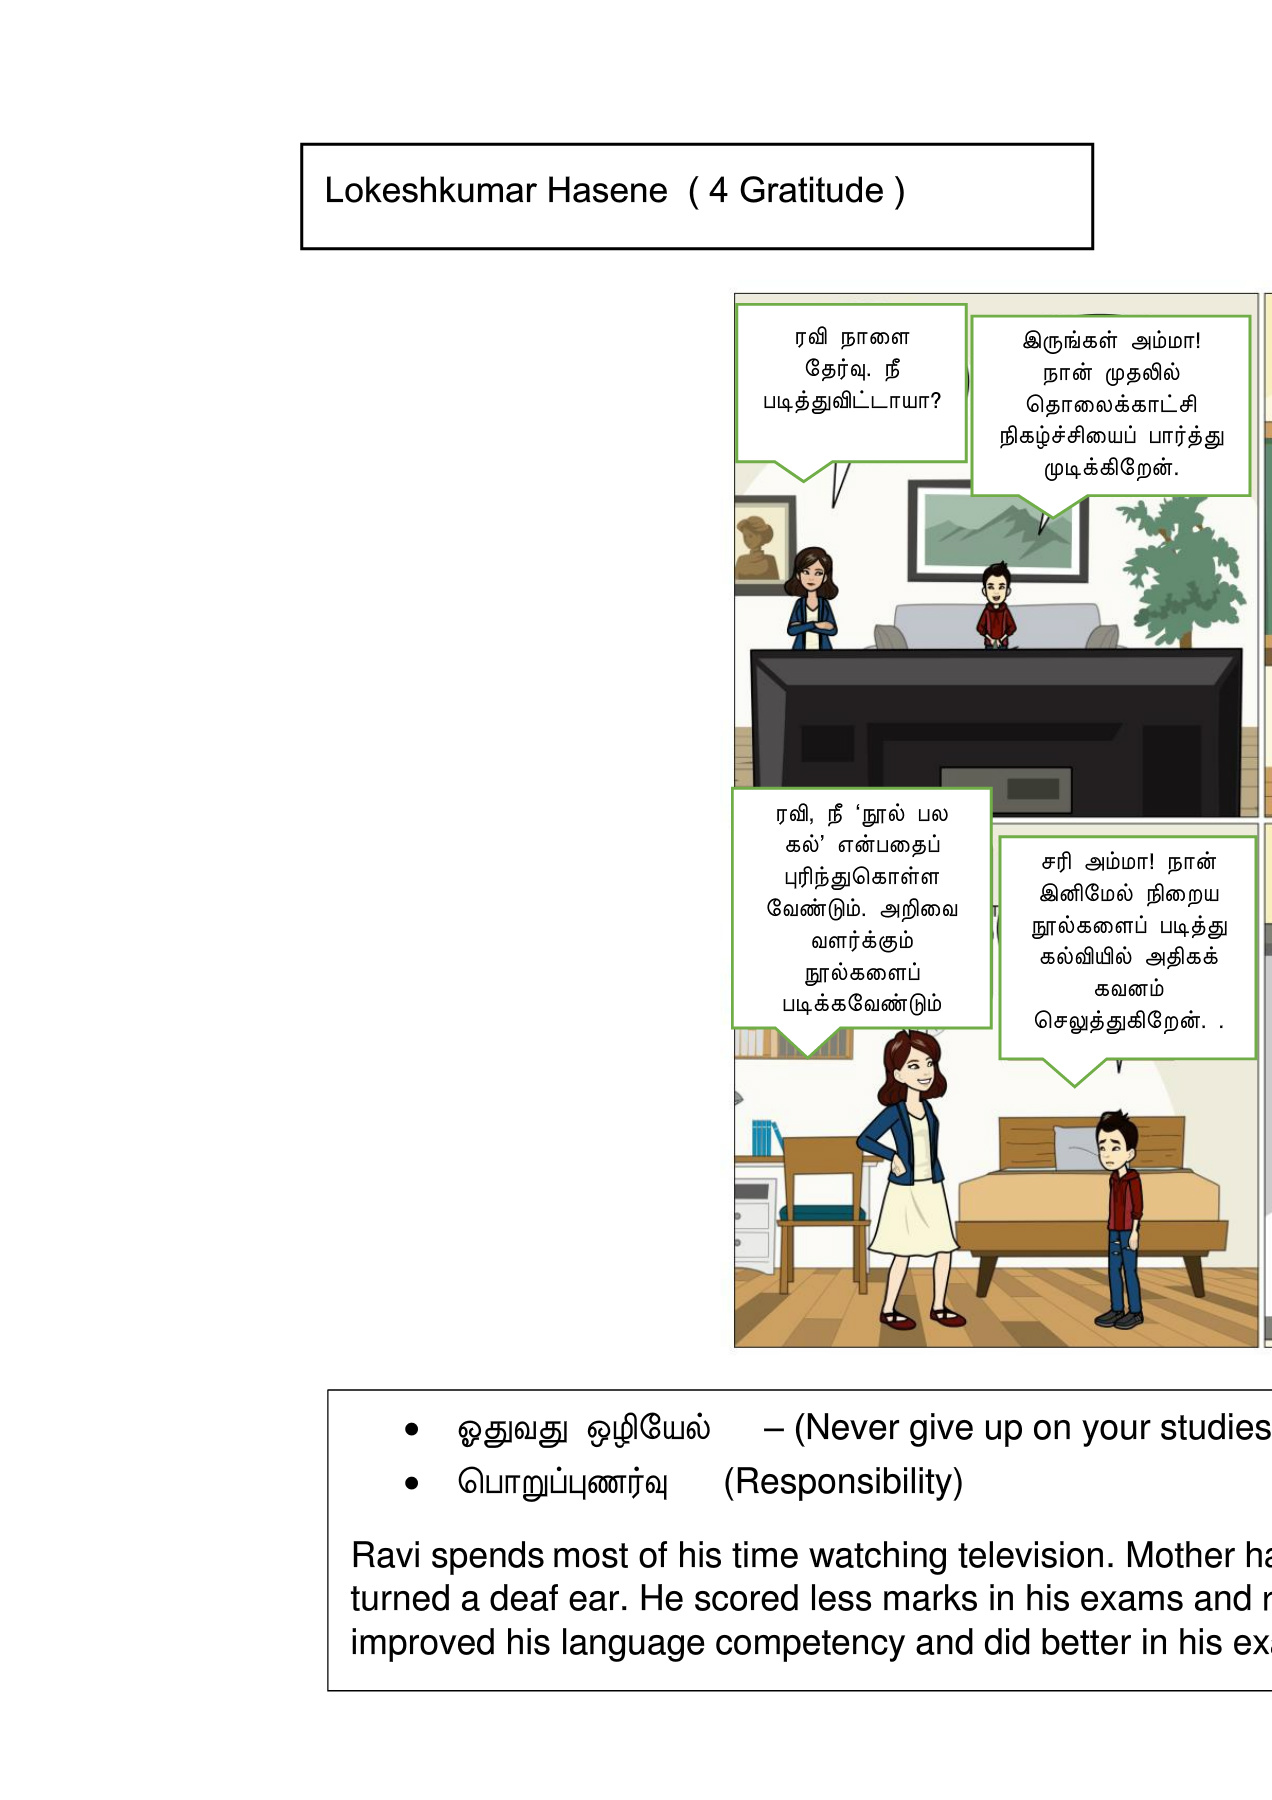 Lokeshkumar Hasene ( 4 Gratitude )
ரவி நாளை
தேர்வு. நீ
படித்துவிட்டாயா?
இருங்கள் அம்மா!
நான் முதலில்
தொலைக்காட்சி
நிகழ்ச்சியைப் பார்த்து
முடிக்கிறேன்.
ரவி, நீ ‘நூல் பல
கல்’ என்பதைப்
புரிந்துகொள்ள
வேண்டும். அறிவை
வளர்க்கும்
நூல்களைப்
படிக்கவேண்டும்
சரி அம்மா! நான்
இனிமேல் நிறைய
நூல்களைப் படித்து
கல்வியில் அதிகக்
கவனம்
செலுத்துகிறேன். .
• ஓதுவது ஒழியேல் – (Never give up on your studies
• பொறுப்புணர்வு (Responsibility)
Ravi spends most of his time watching television. Mother
turned a deaf ear. He scored less marks in his exams and
improved his language competency and did better in his